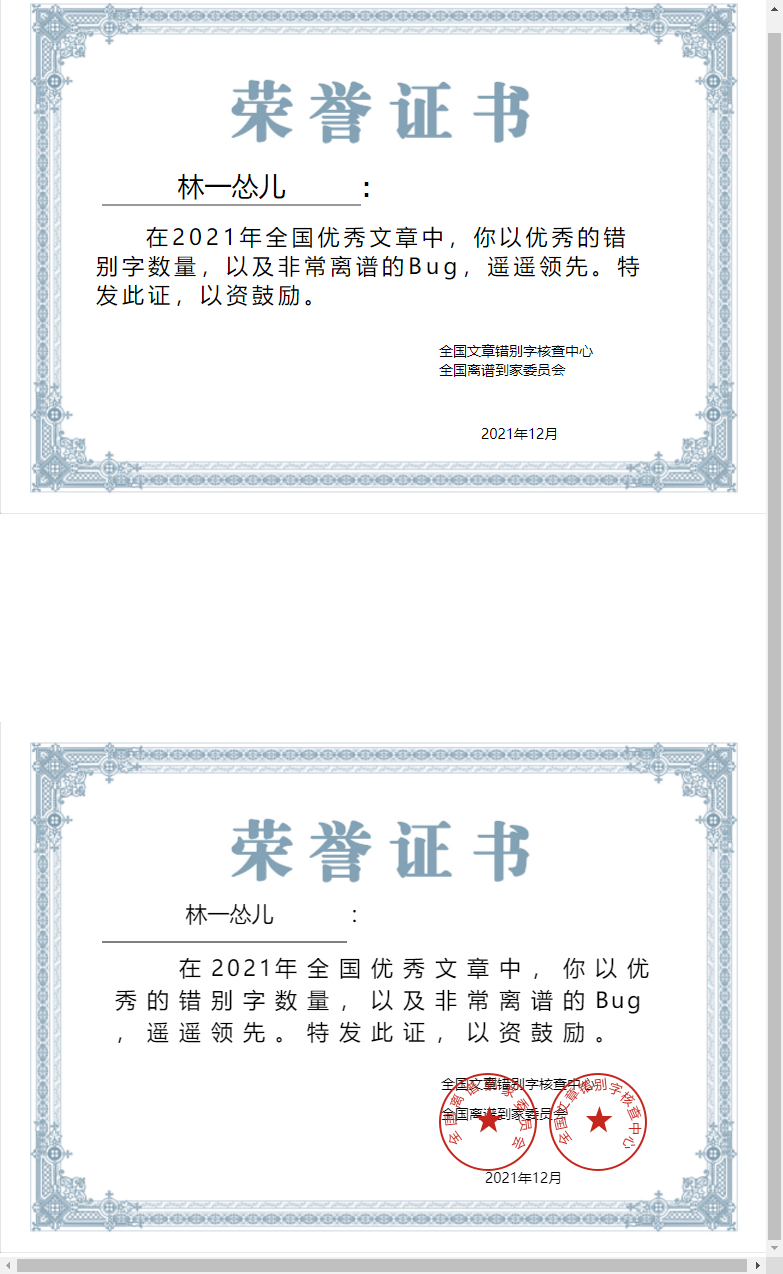 荣誉证书
林一怂儿：
在2021年全国优秀文章中，你以优秀的错
别字数量，以及非常离谱的Bug，遥遥领先。特
发此证，以资鼓励。
全国文章错别字核查中心
全国离谱到家委员会
2021年12月
荣誉证书
林一怂儿：
在2021年全国优秀文章中，你以优
秀的错别字数量，以及非常离谱的Bug
，遥遥领先。特发此证，以资鼓励。
全国文章错别字核查中心
全国离谱到家委员会
全国离谱到家委员会
全国文章错别字核查中心
2021年12月